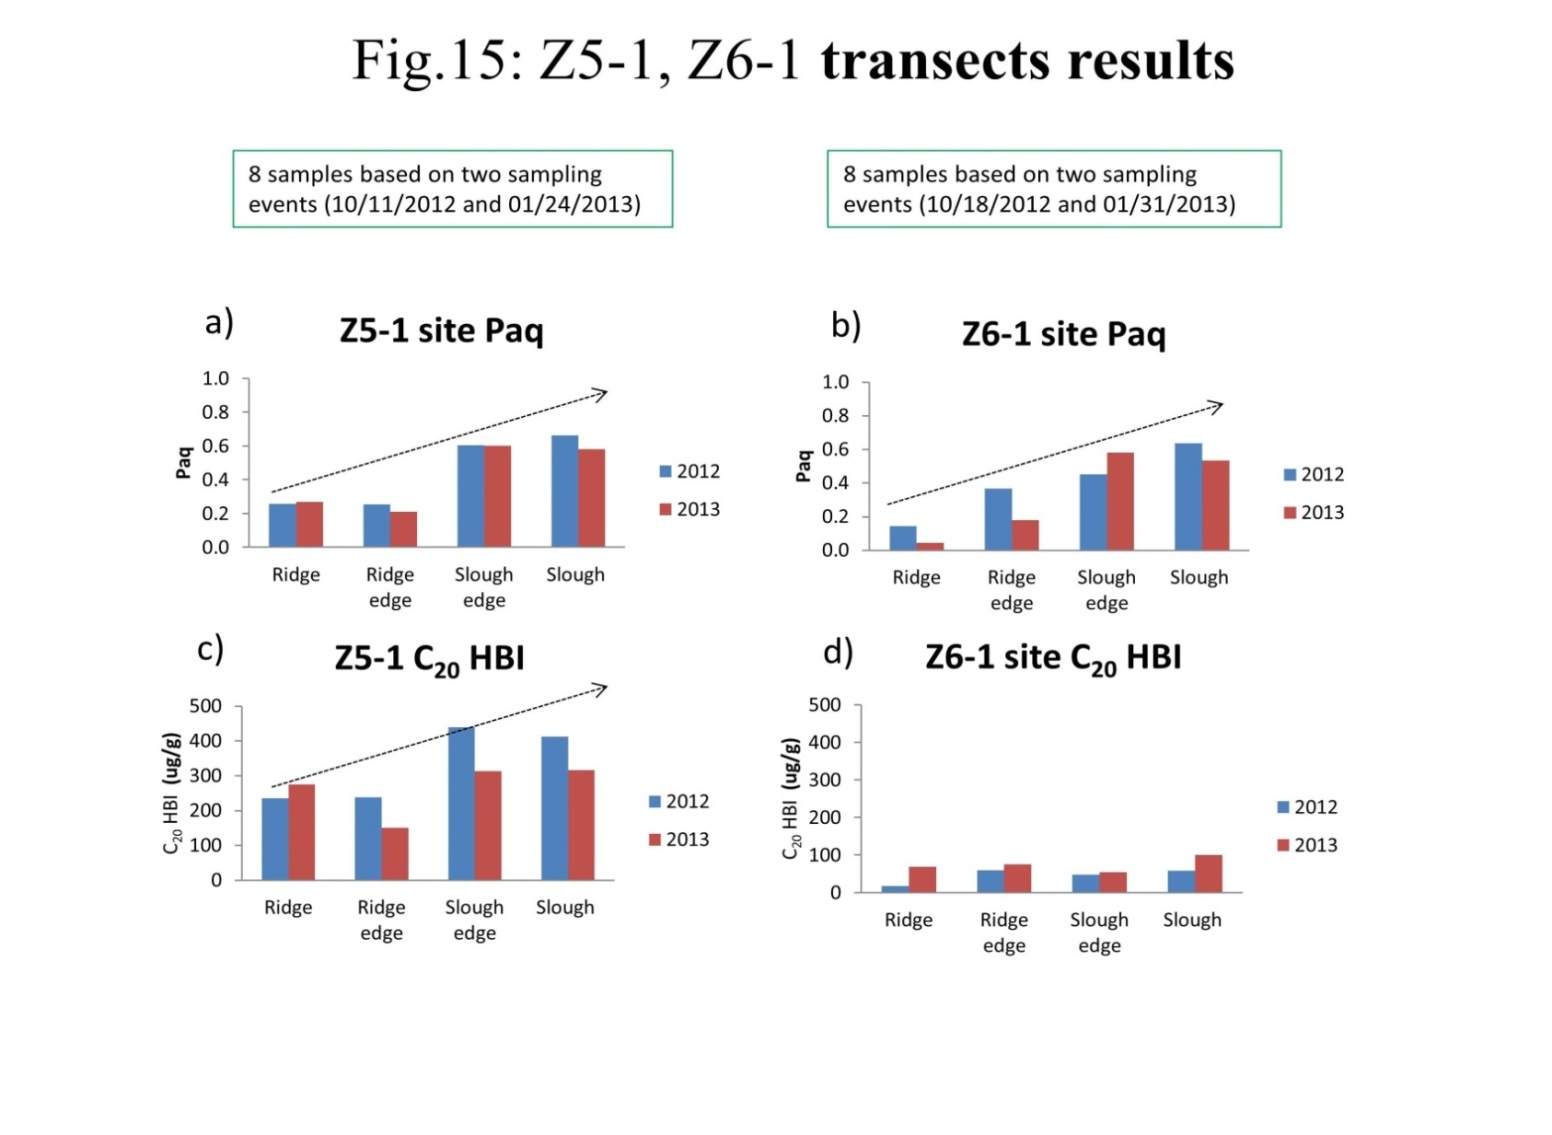 Fig.15: Z5-1, Z6-1 transects results
8 samples based on two sampling
events (10/11/2012 and 01/24/2013)
8 samples based on two sampling
events (10/18/2012 and 01/31/2013)
a)
Z5-1 site Paq
1.0
0.8
0.6
0.4
0.2
0.0
Paq
Ridge
Ridge
edge
Slough
edge
Slough
2012
2013
b)
Z6-1 site Paq
1.0
0.8
0.6
0.4
0.2
0.0
Paq
Ridge
Ridge
edge
Slough
edge
Slough
2012
2013
c)
Z5-1 C20 HBI
500
400
300
200
100
0
C20 HBI (ug/g)
Ridge
Ridge
edge
Slough
edge
Slough
2012
2013
d)
Z6-1 site C20 HBI
500
400
300
200
100
0
C20 HBI (ug/g)
Ridge
Ridge
edge
Slough
edge
Slough
2012
2013